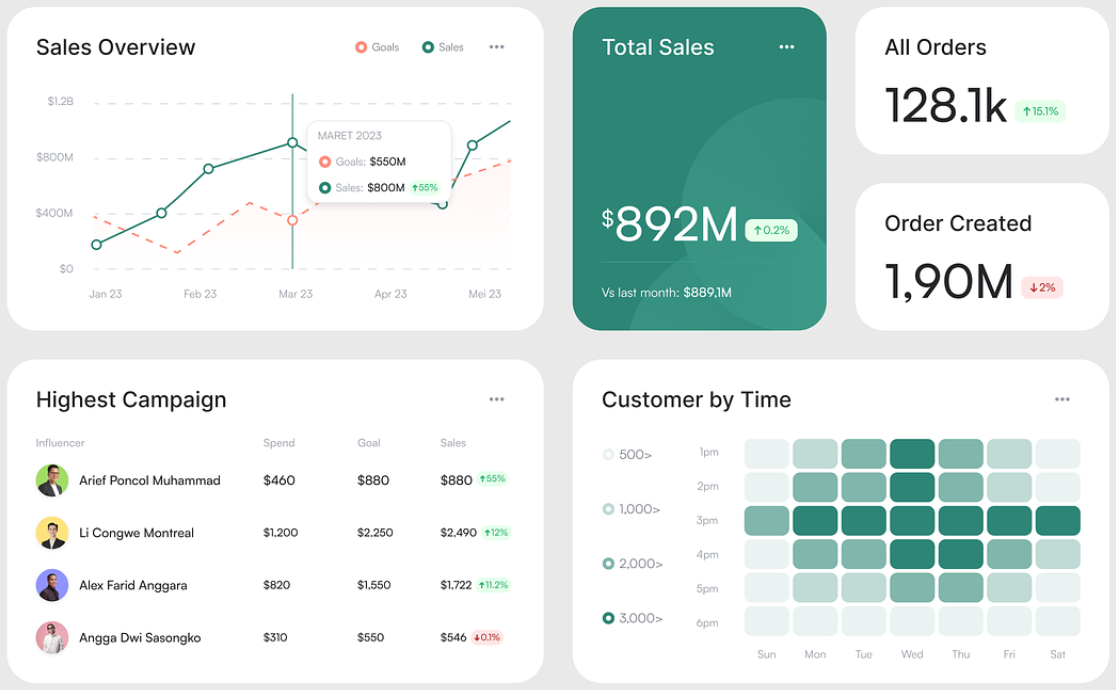 Sales Overview
Goals
Sales
•••
$1.2B
$800M
$400M
$0
MARET 2023
Goals: $550M
Sales: $800M ↑55%
Jan 23
Feb 23
Mar 23
Apr 23
Mei 23
Total Sales
•••
$892M ↑0.2%
Vs last month: $889,1M
All Orders
128.1k ↑15.1%
Order Created
1,90M ↓2%
Highest Campaign
•••
Influencer Spend Goal Sales
Arief Poncol Muhammad $460 $880 $880 ↑55%
Li Congwe Montreal $1,200 $2,250 $2,490 ↑12%
Alex Farid Anggara $820 $1,550 $1,722 ↑11.2%
Angga Dwi Sasongko $310 $550 $546 ↓0.1%
Customer by Time
•••
500>
1,000>
2,000>
3,000>
1pm
2pm
3pm
4pm
5pm
6pm
Sun Mon Tue Wed Thu Fri Sat